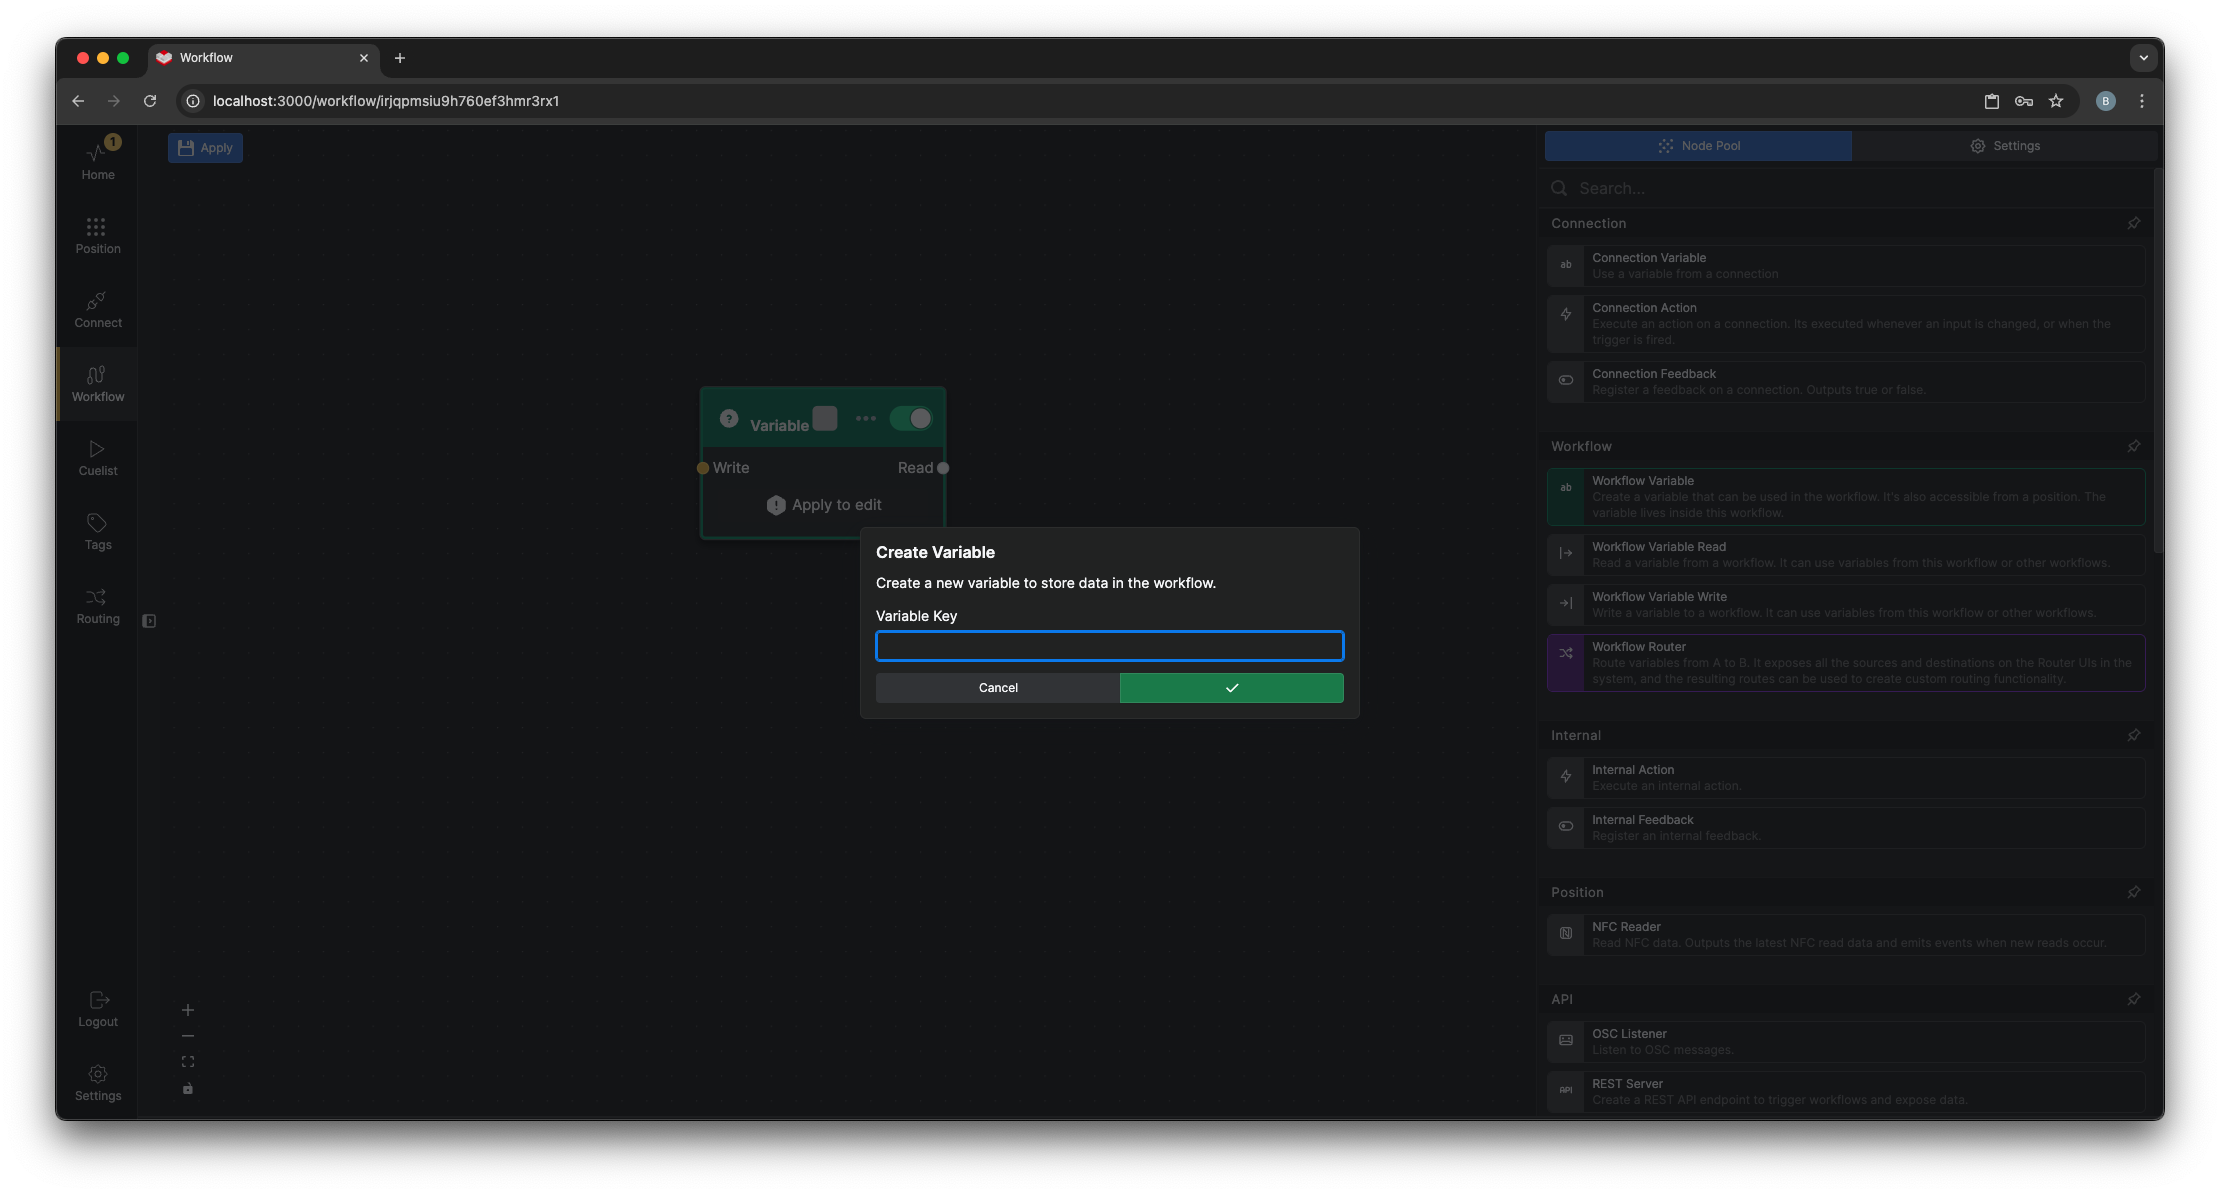 Workflow
localhost:3000/workflow/irjqpmsiu9h760ef3hmr3rx1
B
1
Home
Position
Connect
Workflow
Cuelist
Tags
Routing
Logout
Settings
Apply
? Variable
Write
Read
! Apply to edit
Create Variable
Create a new variable to store data in the workflow.
Variable Key
Cancel
Node Pool
Settings
Search...
Connection
ab
Connection Variable
Use a variable from a connection
Connection Action
Execute an action on a connection. Its executed whenever an input is changed, or when the
trigger is fired.
Connection Feedback
Register a feedback on a connection. Outputs true or false.
Workflow
ab
Workflow Variable
Create a variable that can be used in the workflow. It's also accessible from a position. The
variable lives inside this workflow.
Workflow Variable Read
Read a variable from a workflow. It can use variables from this workflow or other workflows.
Workflow Variable Write
Write a variable to a workflow. It can use variables from this workflow or other workflows.
Workflow Router
Route variables from A to B. It exposes all the sources and destinations on the Router UIs in the
system, and the resulting routes can be used to create custom routing functionality.
Internal
Internal Action
Execute an internal action.
Internal Feedback
Register an internal feedback.
Position
NFC Reader
Read NFC data. Outputs the latest NFC read data and emits events when new reads occur.
API
OSC Listener
Listen to OSC messages.
API
REST Server
Create a REST API endpoint to trigger workflows and expose data.